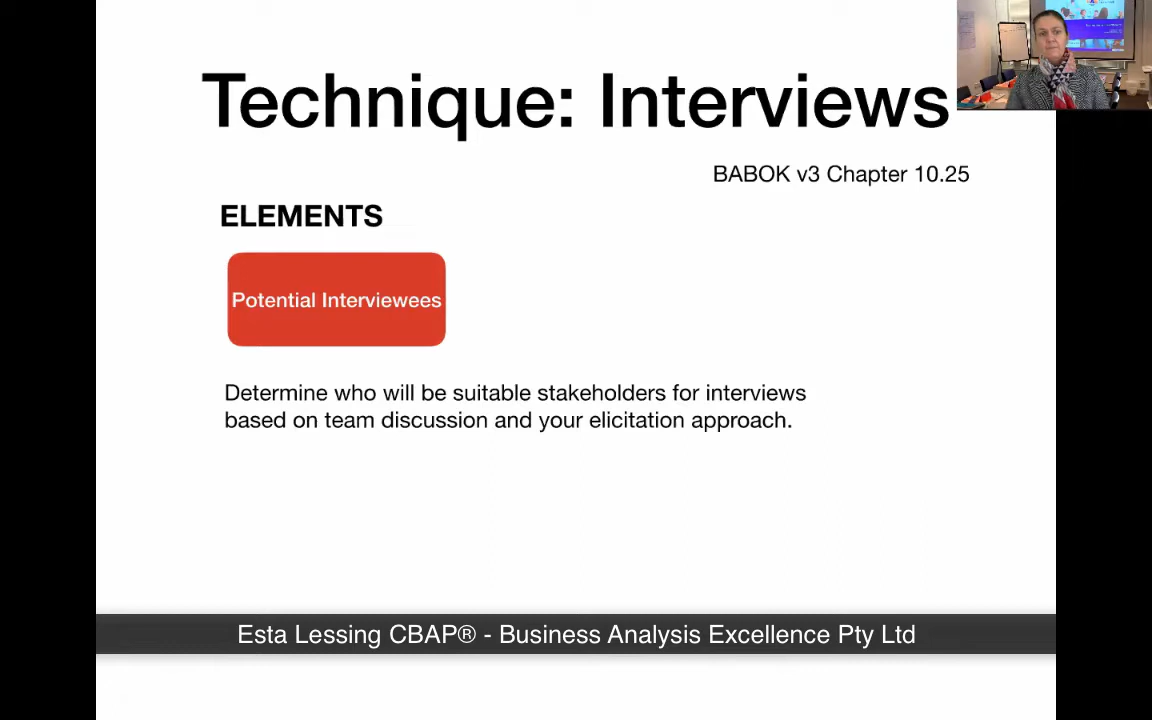 Technique: Interviews
BABOK v3 Chapter 10.25
ELEMENTS
Potential Interviewees
Determine who will be suitable stakeholders for interviews
based on team discussion and your elicitation approach.
Esta Lessing CBAP® - Business Analysis Excellence Pty Ltd